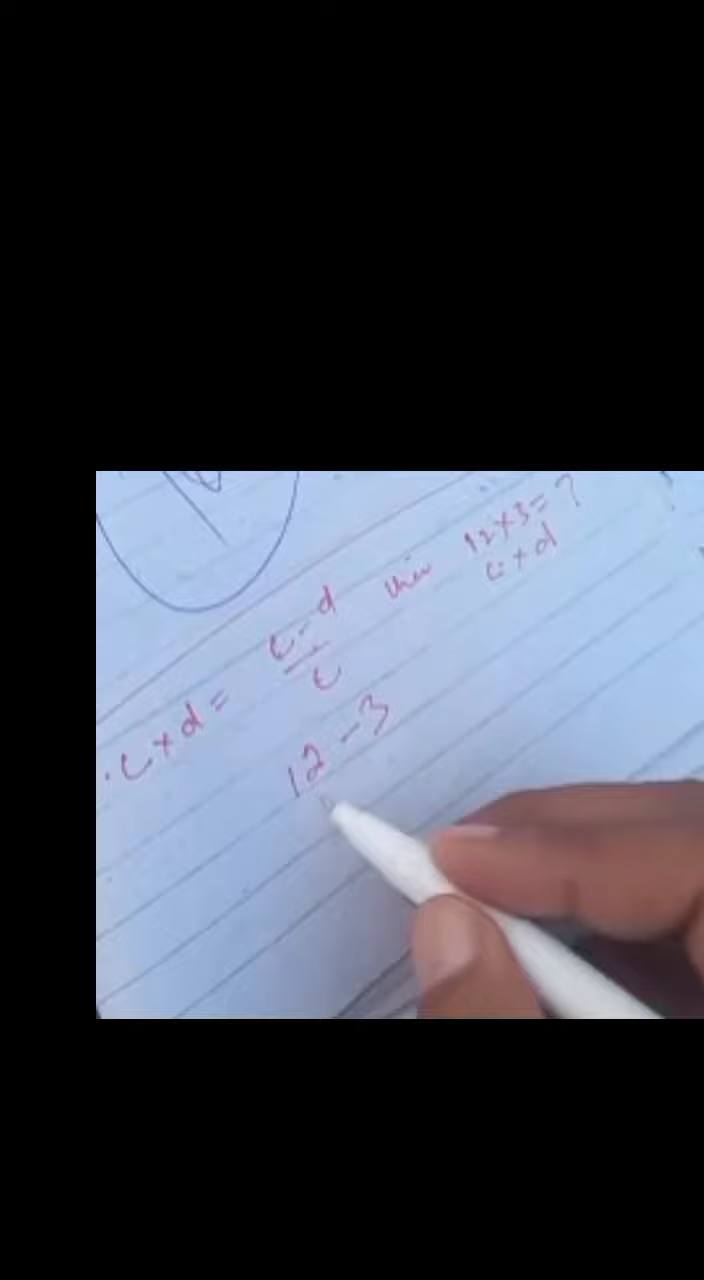 . c × d = c - d / c then 12 × 3 = ?
c × d
12 - 3